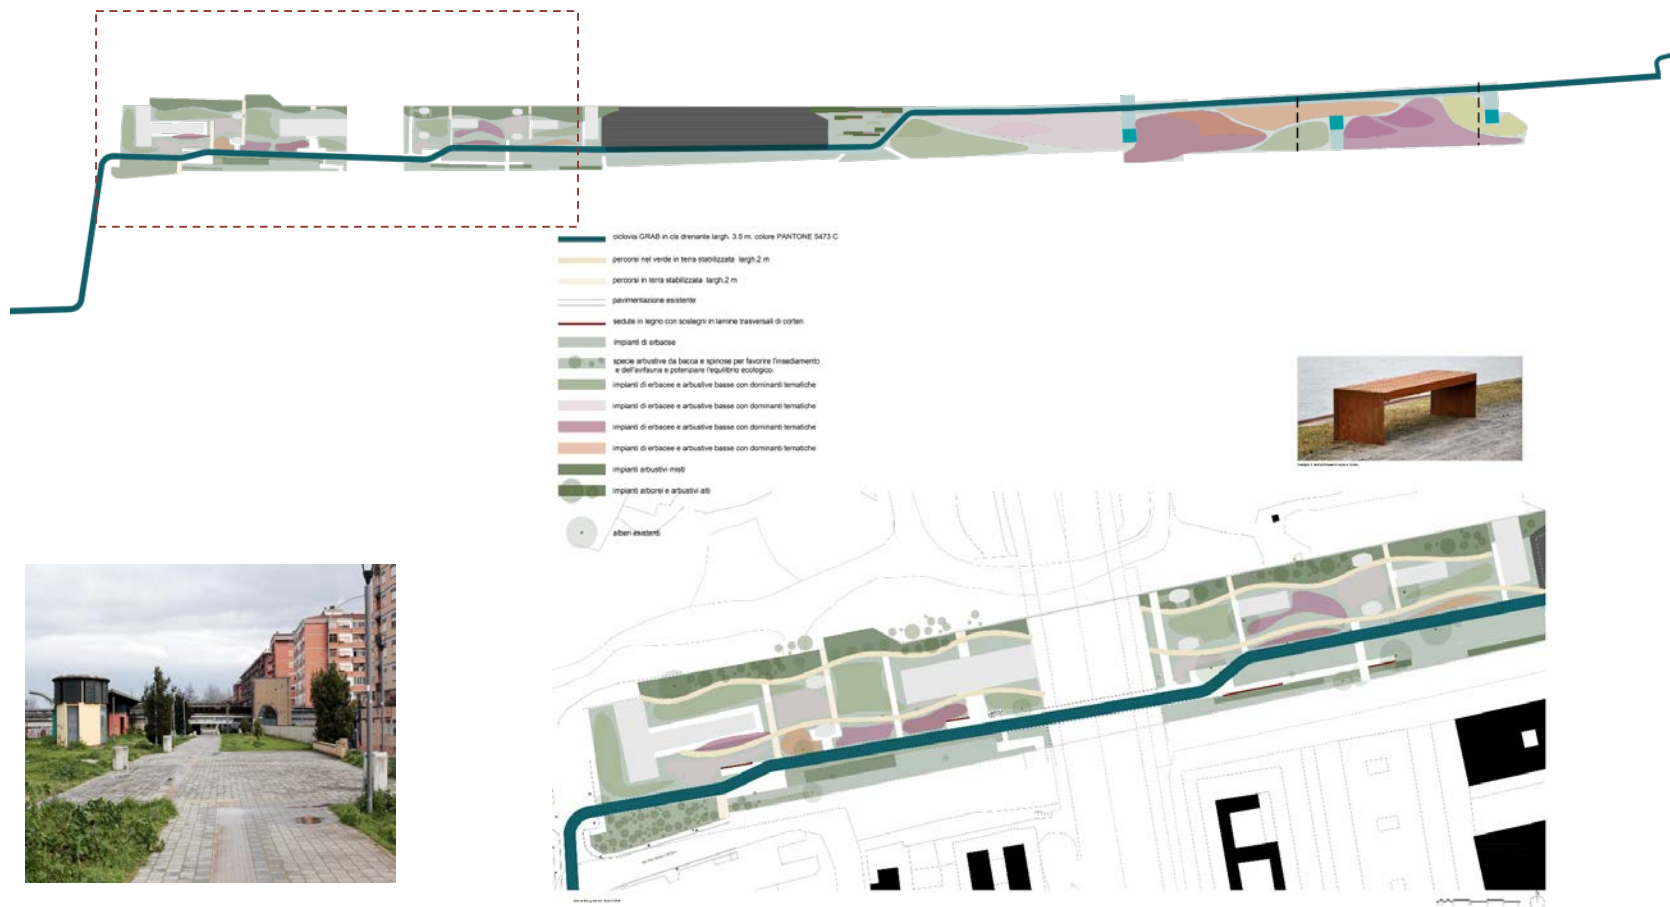 ciclovia GRAB in cls drenante largh. 3.5 m. colore PANTONE 5473 C
percorsi nel verde in terra stabilizzata largh.2 m
percorsi in terra stabilizzata largh.2 m
pavimentazione esistente
sedute in legno con sostegni in lamine trasversali di corten
impianti di erbacee
specie arbustive da bacca e spinose per favorire l'insediamento
e dell'avifauna e potenziare l'equilibrio ecologico.
impianti di erbacee e arbustive basse con dominanti tematiche
impianti di erbacee e arbustive basse con dominanti tematiche
impianti di erbacee e arbustive basse con dominanti tematiche
impianti di erbacee e arbustive basse con dominanti tematiche
impianti arbustivi misti
impianti arborei e arbustivi alti
alberi esistenti